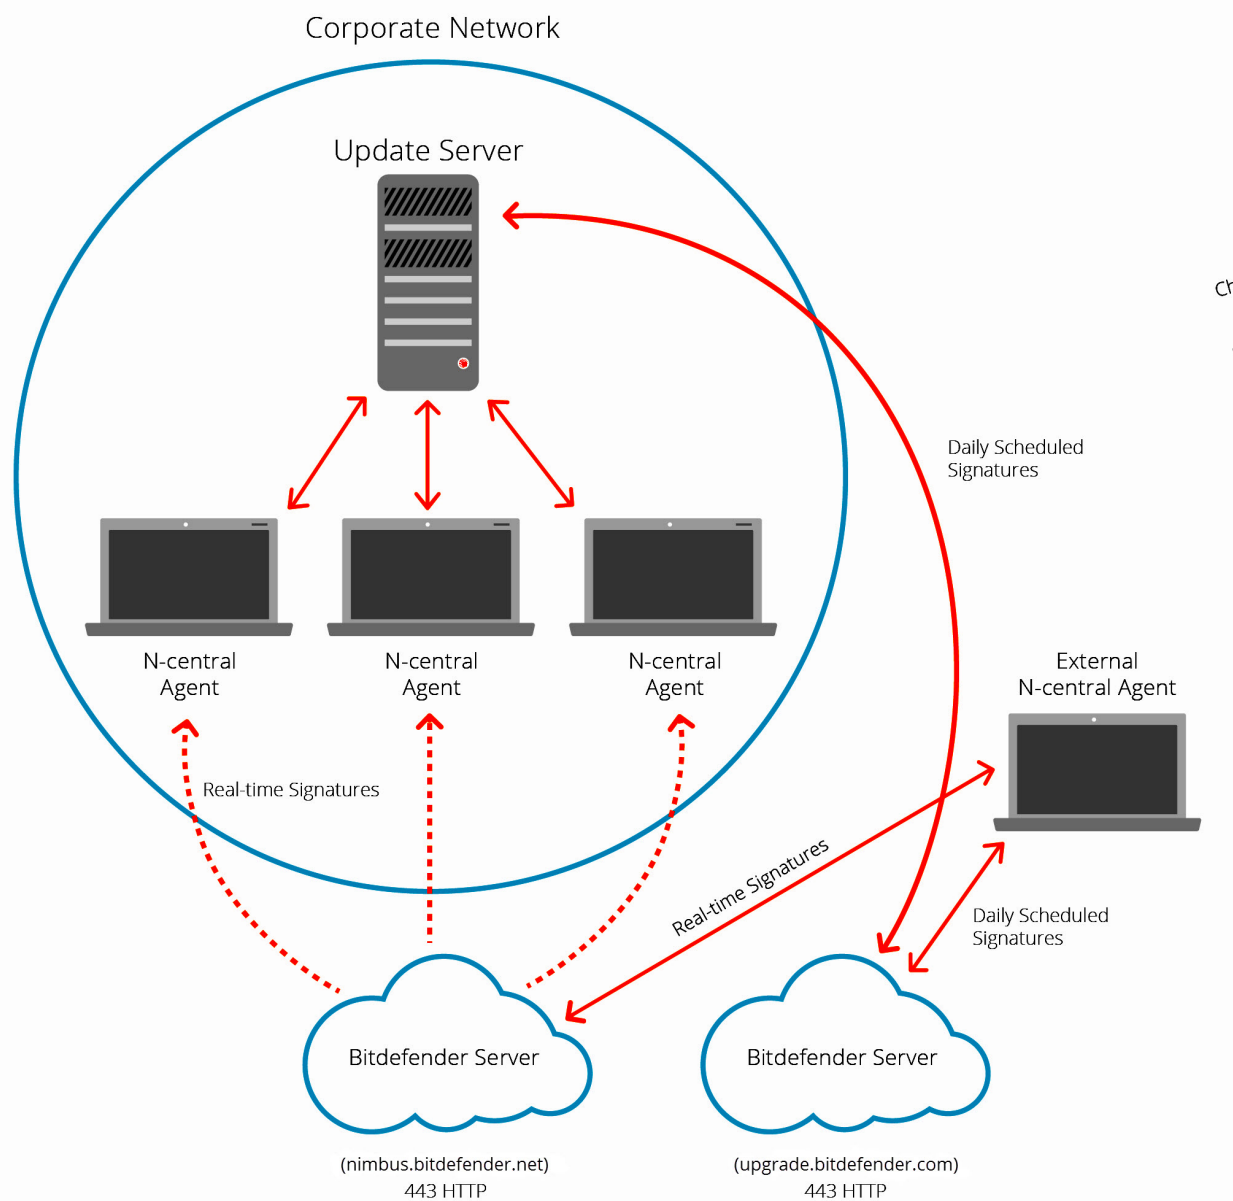 Corporate Network
Update Server
Ch
Daily Scheduled
Signatures
N-central
Agent
N-central
Agent
N-central
Agent
External
N-central Agent
Real-time Signatures
Real-time Signatures
Daily Scheduled
Signatures
Bitdefender Server
Bitdefender Server
(nimbus.bitdefender.net)
443 HTTP
(upgrade.bitdefender.com)
443 HTTP